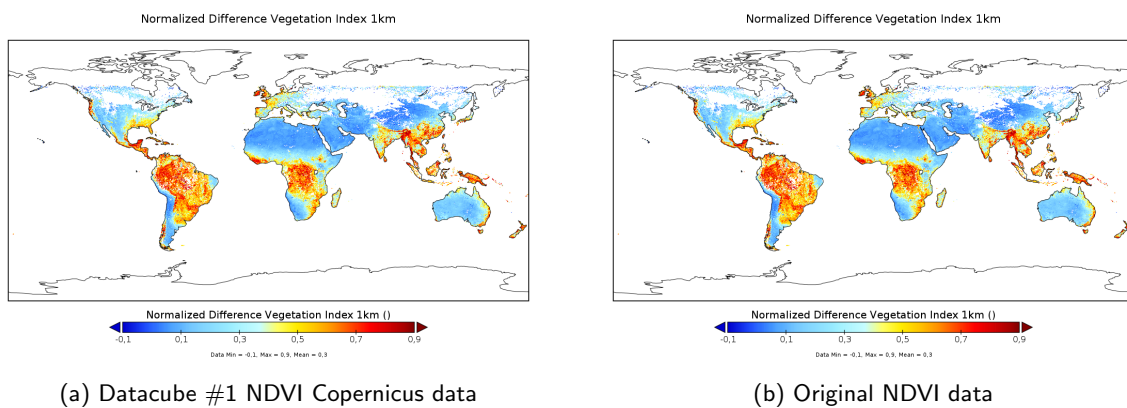 Normalized Difference Vegetation Index 1km
Normalized Difference Vegetation Index 1km ()
-0,1 0,1 0,3 0,5 0,7 0,9
Data Min = -0,1, Max = 0,9, Mean = 0,3
(a) Datacube #1 NDVI Copernicus data
Normalized Difference Vegetation Index 1km
Normalized Difference Vegetation Index 1km ()
-0,1 0,1 0,3 0,5 0,7 0,9
Data Min = -0,1, Max = 0,9, Mean = 0,3
(b) Original NDVI data